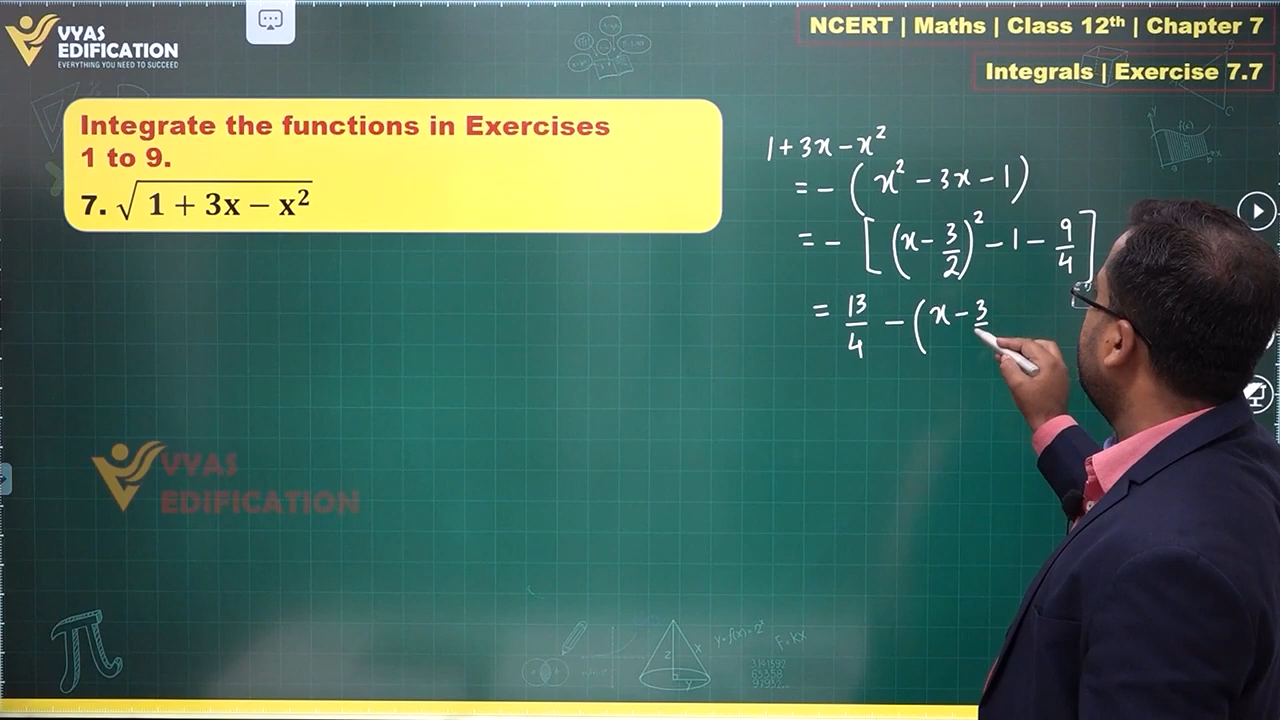 VYAS
EDIFICATION
EVERYTHING YOU NEED TO SUCCEED
NCERT | Maths | Class 12th | Chapter 7
Integrals | Exercise 7.7
Integrate the functions in Exercises
1 to 9.
7. √(1 + 3x − x²)
1+3x−x²
= − (x² − 3x − 1)
= − [(x − 3/2)² − 1 − 9/4]
= 13/4 − (x − 3
VYAS
EDIFICATION